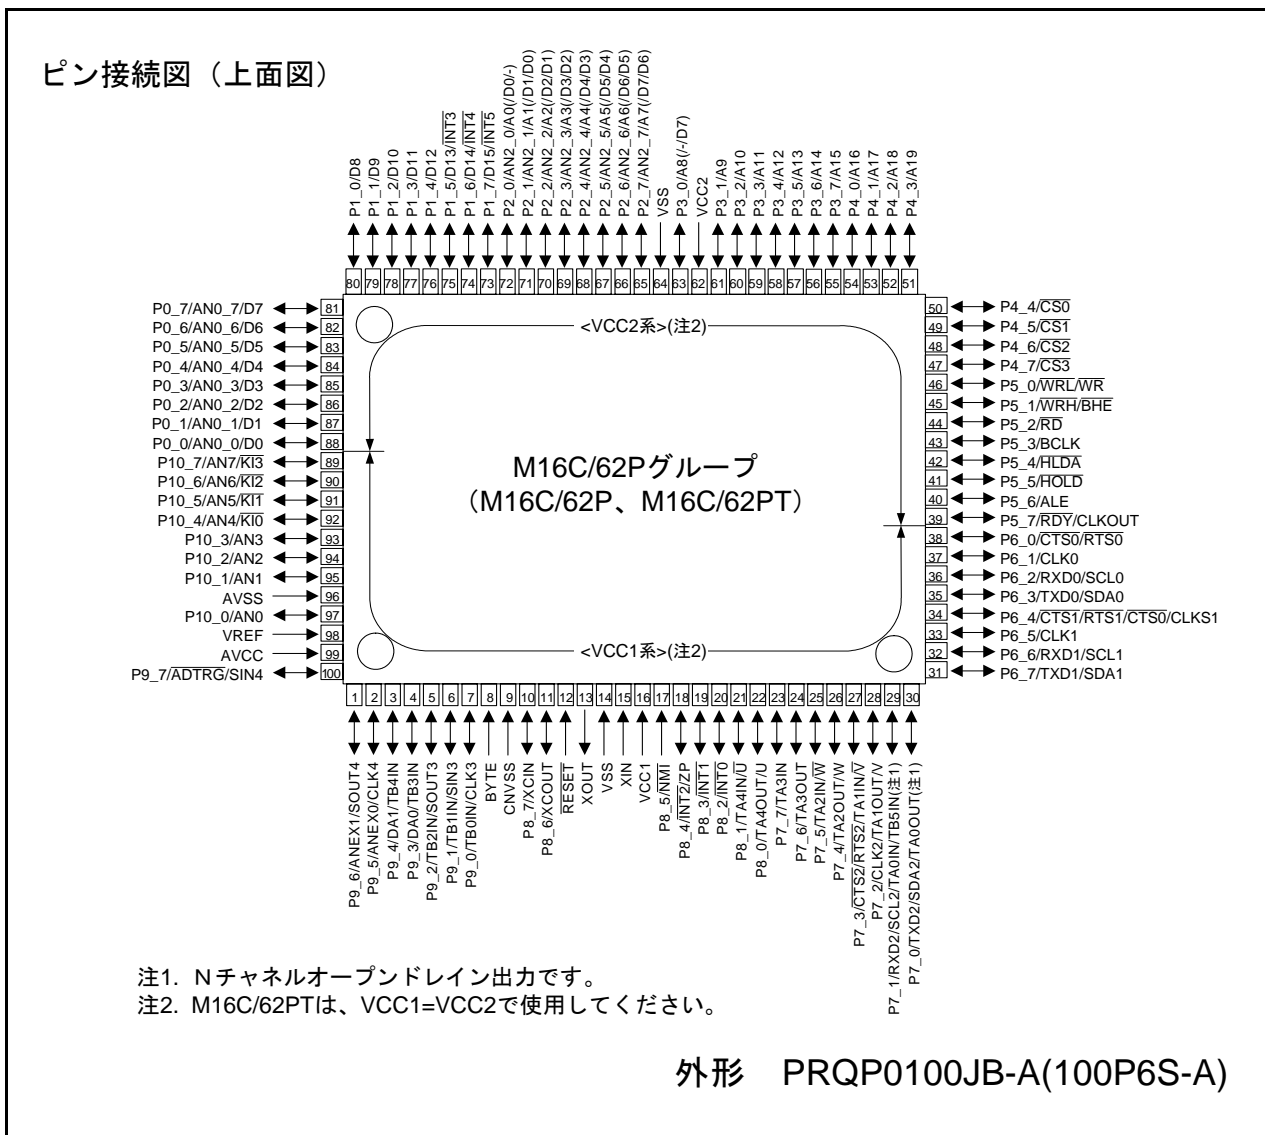 ピン接続図（上面図）
P1_0/D8
P1_1/D9
P1_2/D10
P1_3/D11
P1_4/D12
P1_5/D13/INT3
P1_6/D14/INT4
P1_7/D15/INT5
P2_0/AN2_0/A0(/D0/-)
P2_1/AN2_1/A1(/D1/D0)
P2_2/AN2_2/A2(/D2/D1)
P2_3/AN2_3/A3(/D3/D2)
P2_4/AN2_4/A4(/D4/D3)
P2_5/AN2_5/A5(/D5/D4)
P2_6/AN2_6/A6(/D6/D5)
P2_7/AN2_7/A7(/D7/D6)
VSS
P3_0/A8(/-/D7)
VCC2
P3_1/A9
P3_2/A10
P3_3/A11
P3_4/A12
P3_5/A13
P3_6/A14
P3_7/A15
P4_0/A16
P4_1/A17
P4_2/A18
P4_3/A19
80 79 78 77 76 75 74 73 72 71 70 69 68 67 66 65 64 63 62 61 60 59 58 57 56 55 54 53 52 51
P0_7/AN0_7/D7 81
P0_6/AN0_6/D6 82
P0_5/AN0_5/D5 83
P0_4/AN0_4/D4 84
P0_3/AN0_3/D3 85
P0_2/AN0_2/D2 86
P0_1/AN0_1/D1 87
P0_0/AN0_0/D0 88
P10_7/AN7/KI3 89
P10_6/AN6/KI2 90
P10_5/AN5/KI1 91
P10_4/AN4/KI0 92
P10_3/AN3 93
P10_2/AN2 94
P10_1/AN1 95
AVSS 96
P10_0/AN0 97
VREF 98
AVCC 99
P9_7/ADTRG/SIN4 100
<VCC2系>(注2)
M16C/62Pグループ
（M16C/62P、M16C/62PT）
<VCC1系>(注2)
50 P4_4/CS0
49 P4_5/CS1
48 P4_6/CS2
47 P4_7/CS3
46 P5_0/WRL/WR
45 P5_1/WRH/BHE
44 P5_2/RD
43 P5_3/BCLK
42 P5_4/HLDA
41 P5_5/HOLD
40 P5_6/ALE
39 P5_7/RDY/CLKOUT
38 P6_0/CTS0/RTS0
37 P6_1/CLK0
36 P6_2/RXD0/SCL0
35 P6_3/TXD0/SDA0
34 P6_4/CTS1/RTS1/CTS0/CLKS1
33 P6_5/CLK1
32 P6_6/RXD1/SCL1
31 P6_7/TXD1/SDA1
1 2 3 4 5 6 7 8 9 10 11 12 13 14 15 16 17 18 19 20 21 22 23 24 25 26 27 28 29 30
P9_6/ANEX1/SOUT4
P9_5/ANEX0/CLK4
P9_4/DA1/TB4IN
P9_3/DA0/TB3IN
P9_2/TB2IN/SOUT3
P9_1/TB1IN/SIN3
P9_0/TB0IN/CLK3
BYTE
CNVSS
P8_7/XCIN
P8_6/XCOUT
RESET
XOUT
VSS
XIN
VCC1
P8_5/NMI
P8_4/INT2/ZP
P8_3/INT1
P8_2/INT0
P8_1/TA4IN/U
P8_0/TA4OUT/U
P7_7/TA3IN
P7_6/TA3OUT
P7_5/TA2IN/W
P7_4/TA2OUT/W
P7_3/CTS2/RTS2/TA1IN/V
P7_2/CLK2/TA1OUT/V
P7_1/RXD2/SCL2/TA0IN/TB5IN(注1)
P7_0/TXD2/SDA2/TA0OUT(注1)
注1. Nチャネルオープンドレイン出力です。
注2. M16C/62PTは、VCC1=VCC2で使用してください。
外形　PRQP0100JB-A(100P6S-A)